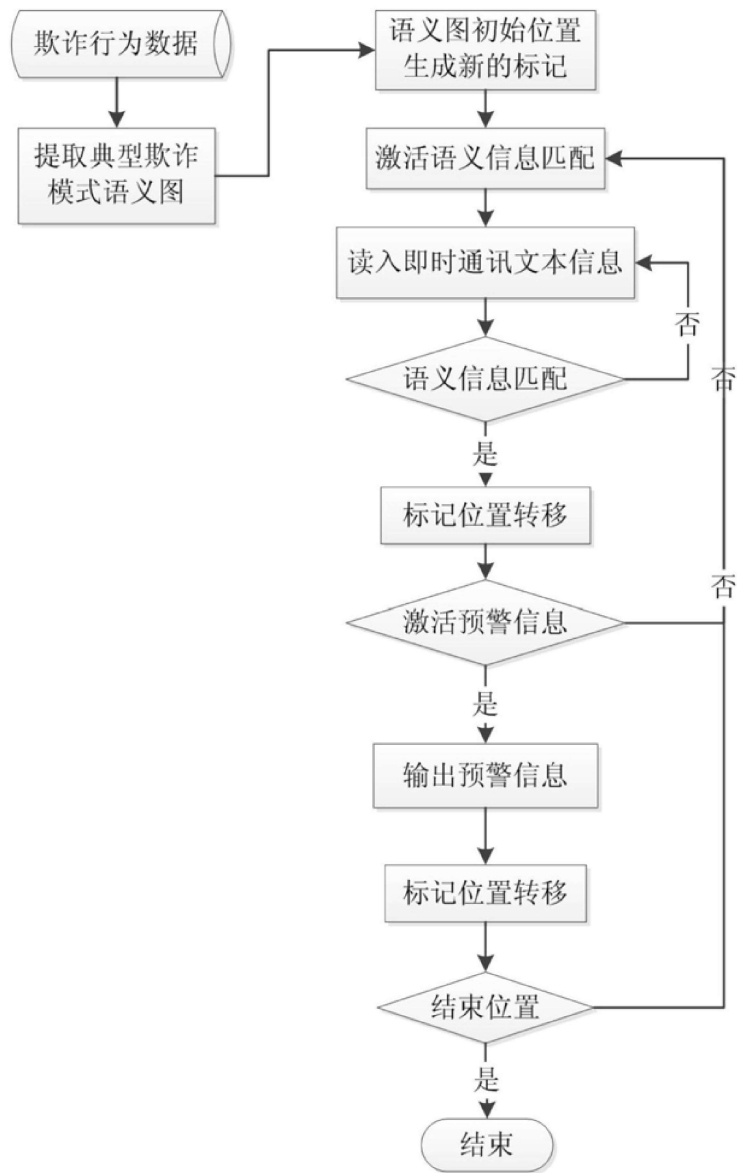 欺诈行为数据
提取典型欺诈
模式语义图
语义图初始位置
生成新的标记
激活语义信息匹配
读入即时通讯文本信息
否
语义信息匹配
否
是
标记位置转移
否
激活预警信息
是
输出预警信息
标记位置转移
结束位置
是
结束